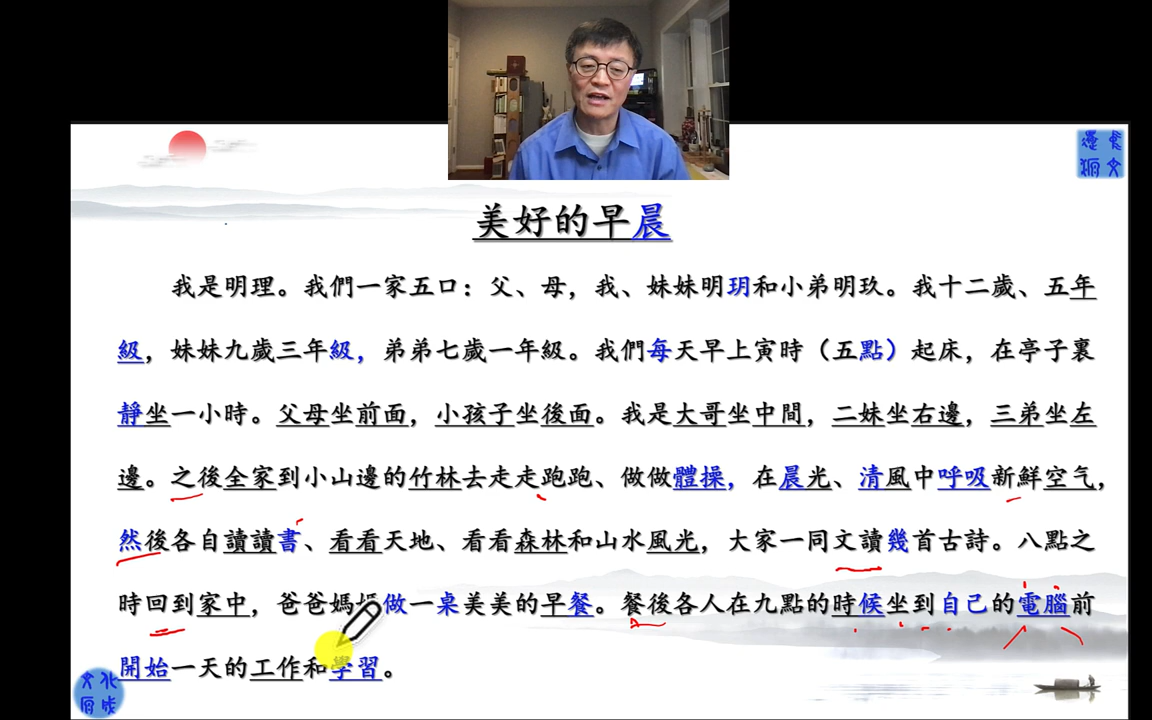 美好的早晨
我是明理。我們一家五口：父、母，我、妹妹明玥和小弟明玖。我十二歲、五年
級，妹妹九歲三年級，弟弟七歲一年級。我們每天早上寅時（五點）起床，在亭子裏
靜坐一小時。父母坐前面，小孩子坐後面。我是大哥坐中間，二妹坐右邊，三弟坐左
邊。之後全家到小山邊的竹林去走走跑跑、做做體操，在晨光、清風中呼吸新鮮空气，
然後各自讀讀書、看看天地、看看森林和山水風光，大家一同文讀幾首古詩。八點之
時回到家中，爸爸媽媽做一桌美美的早餐。餐後各人在九點的時候坐到自己的電腦前
開始一天的工作和學習。